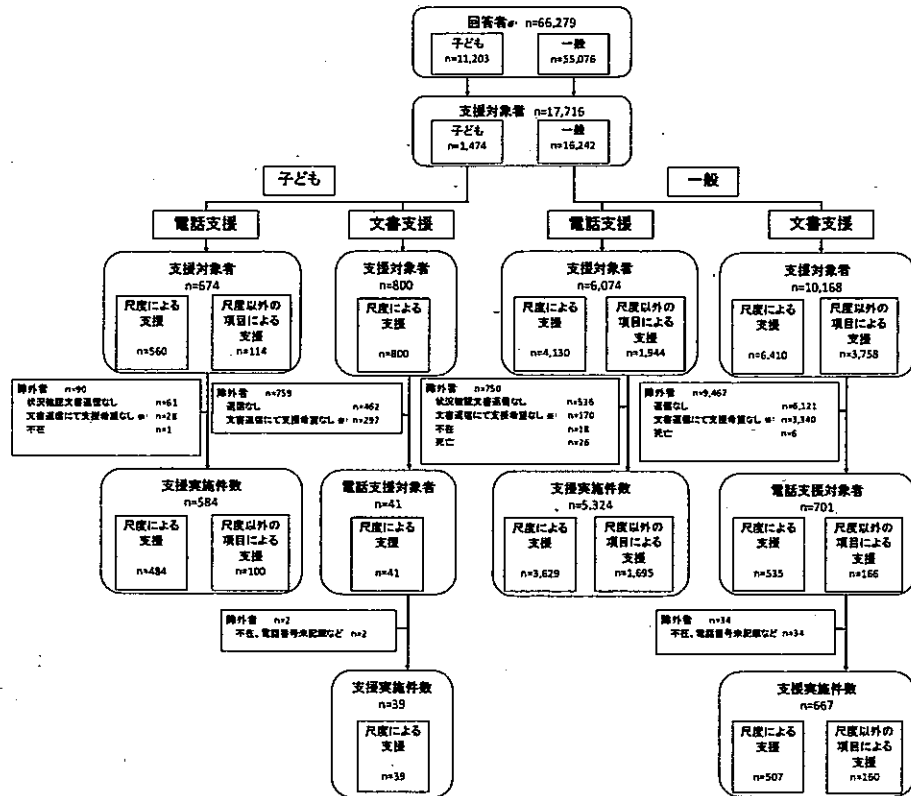 回答者※ n=66,279
子ども
n=11,203
一般
n=55,076
支援対象者 n=17,716
子ども
n=1,474
一般
n=16,242
子ども
一般
電話支援
文書支援
電話支援
文書支援
支援対象者
n=674
尺度による
支援
n=560
尺度以外の
項目による
支援
n=114
支援対象者
n=800
尺度による
支援
n=800
支援対象者
n=6,074
尺度による
支援
n=4,130
尺度以外の
項目による
支援
n=1,944
支援対象者
n=10,168
尺度による
支援
n=6,410
尺度以外の
項目による
支援
n=3,758
除外者 n=90
状況確認文書返信なし n=61
文書返信にて支援希望なし ※ n=28
不在 n=1
除外者 n=759
返信なし n=462
文書返信にて支援希望なし ※ n=297
除外者 n=750
状況確認文書返信なし n=536
文書返信にて支援希望なし ※ n=170
不在 n=18
死亡 n=26
除外者 n=9,467
返信なし n=6,121
文書返信にて支援希望なし ※ n=3,340
死亡 n=6
支援実施件数
n=584
尺度による
支援
n=484
尺度以外の
項目による
支援
n=100
電話支援対象者
n=41
尺度による
支援
n=41
支援実施件数
n=5,324
尺度による
支援
n=3,629
尺度以外の
項目による
支援
n=1,695
電話支援対象者
n=701
尺度による
支援
n=535
尺度以外の
項目による
支援
n=166
除外者 n=2
不在、電話番号未記載など n=2
除外者 n=34
不在、電話番号未記載など n=34
支援実施件数
n=39
尺度による
支援
n=39
支援実施件数
n=667
尺度による
支援
n=507
尺度以外の
項目による
支援
n=160